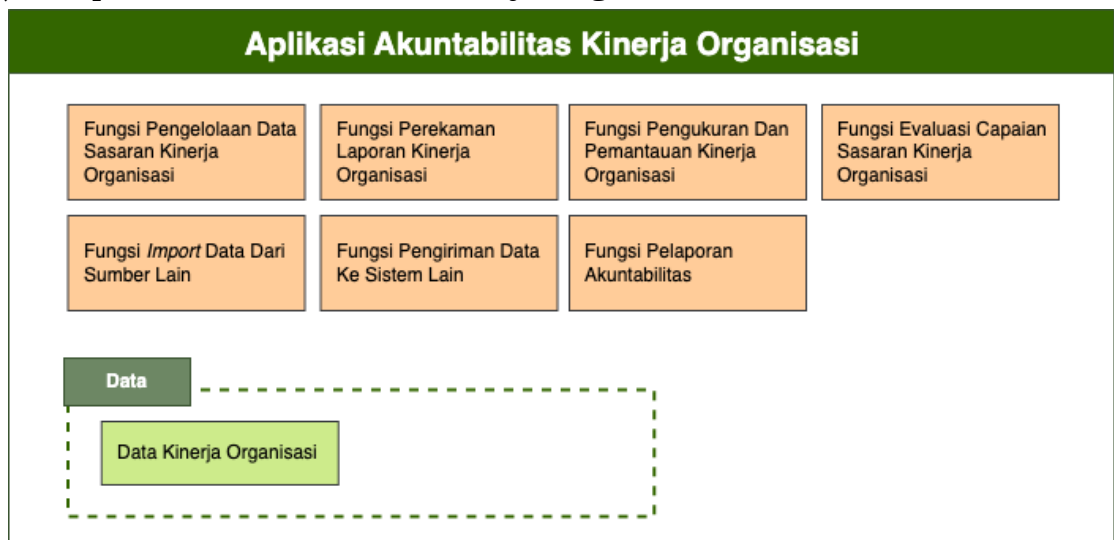 Aplikasi Akuntabilitas Kinerja Organisasi
Fungsi Pengelolaan Data
Sasaran Kinerja
Organisasi
Fungsi Perekaman
Laporan Kinerja
Organisasi
Fungsi Pengukuran Dan
Pemantauan Kinerja
Organisasi
Fungsi Evaluasi Capaian
Sasaran Kinerja
Organisasi
Fungsi Import Data Dari
Sumber Lain
Fungsi Pengiriman Data
Ke Sistem Lain
Fungsi Pelaporan
Akuntabilitas
Data
Data Kinerja Organisasi